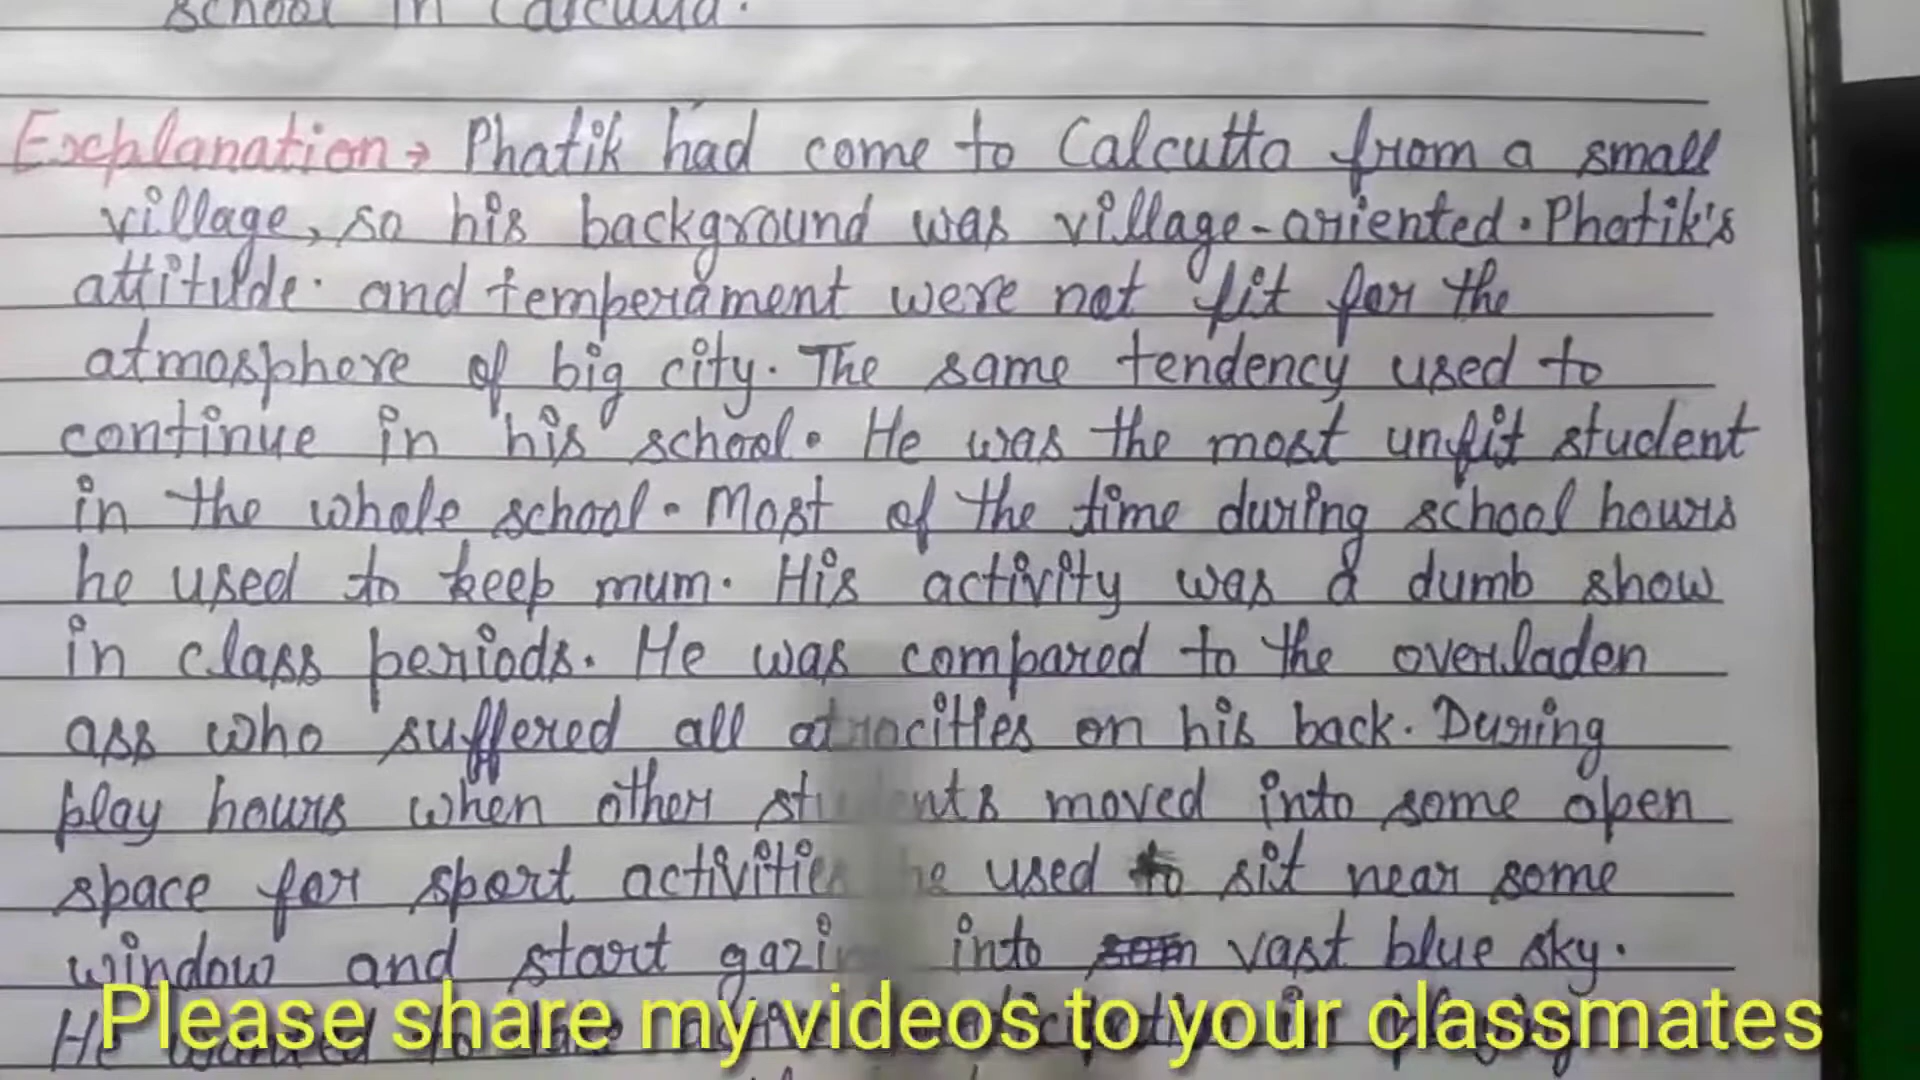 school in Calcutta.
Explanation → Phatik had come to Calcutta from a small
village, so his background was village-oriented. Phatik's
attitude and temperament were not fit for the
atmosphere of big city. The same tendency used to
continue in his school. He was the most unfit student
in the whole school. Most of the time during school hours
he used to keep mum. His activity was a dumb show
in class periods. He was compared to the overladen
ass who suffered all atrocities on his back. During
play hours when other students moved into some open
space for sport activities he used to sit near some
window and start gazing into vast blue sky.
He
Please share my videos to your classmates